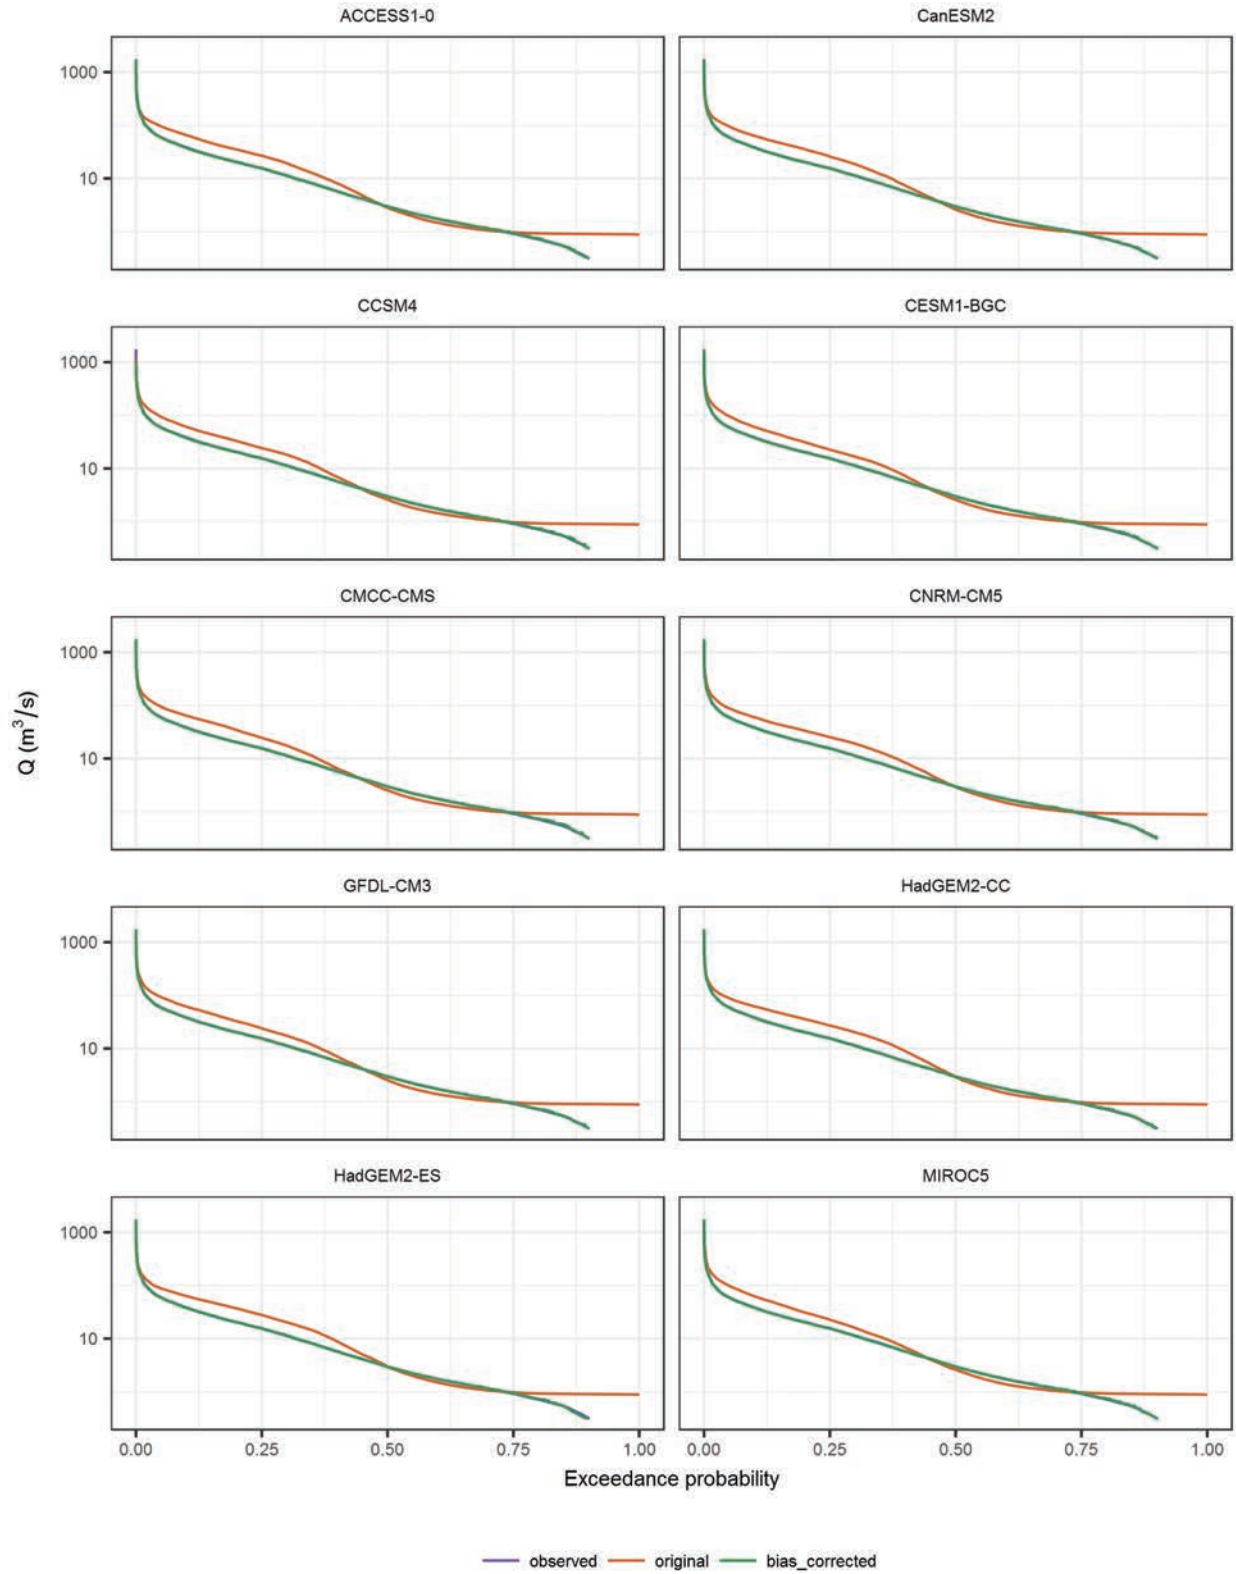 ACCESS1-0 CanESM2
1000
10
CCSM4 CESM1-BGC
1000
10
CMCC-CMS CNRM-CM5
1000
10
Q (m³/s)
GFDL-CM3 HadGEM2-CC
1000
10
HadGEM2-ES MIROC5
1000
10
0.00 0.25 0.50 0.75 1.00 0.00 0.25 0.50 0.75 1.00
Exceedance probability
observed original bias_corrected